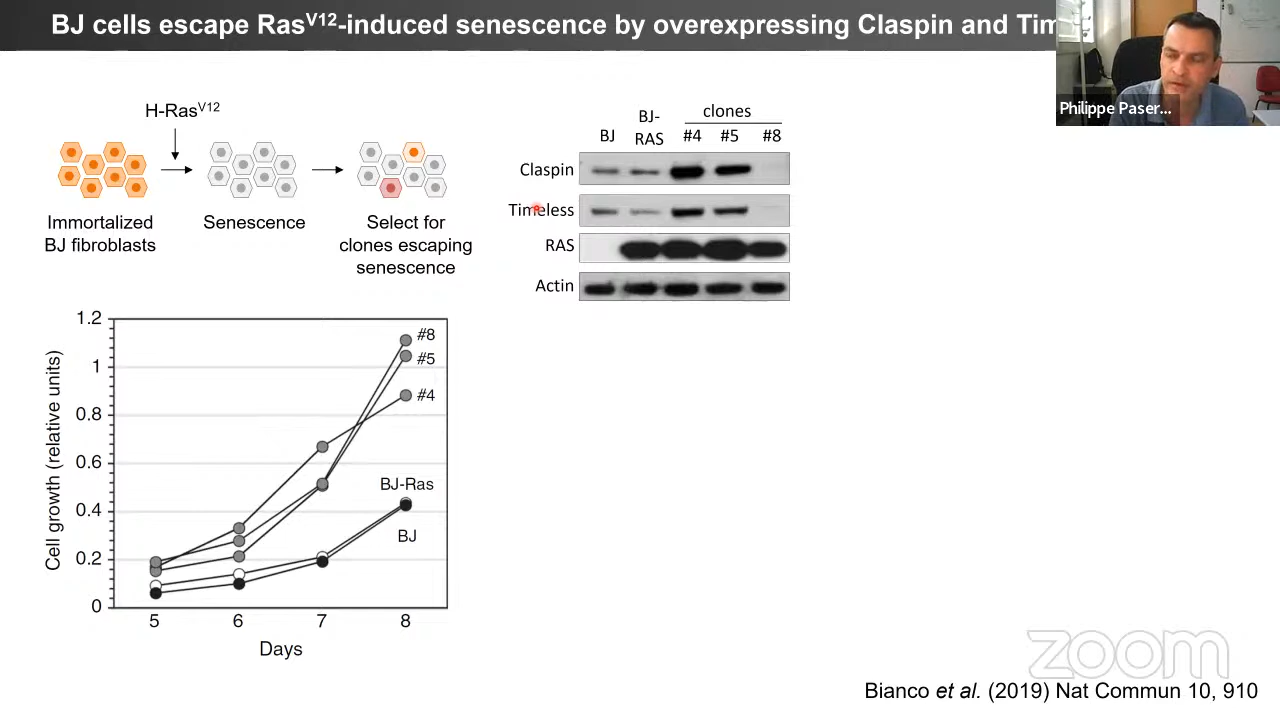 BJ cells escape Ras^V12-induced senescence by overexpressing Claspin and Tim
Philippe Paser...
H-Ras^V12
Immortalized
BJ fibroblasts
Senescence
Select for
clones escaping
senescence
clones
BJ
BJ-
RAS
#4
#5
#8
Claspin
Timeless
RAS
Actin
Cell growth (relative units)
1.2
1
0.8
0.6
0.4
0.2
0
#8
#5
#4
BJ-Ras
BJ
5
6
7
8
Days
zoom
Bianco et al. (2019) Nat Commun 10, 910